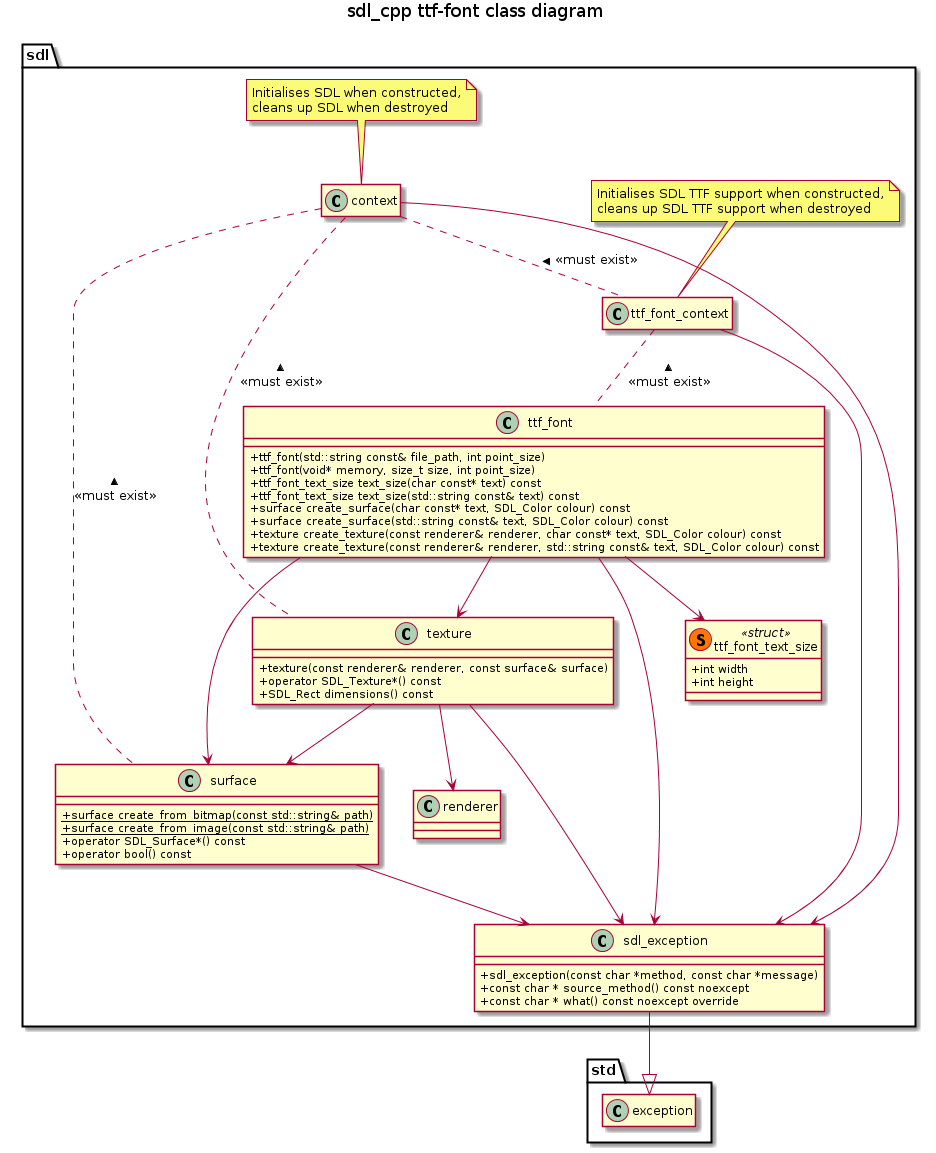 sdl_cpp ttf-font class diagram
sdl
Initialises SDL when constructed,
cleans up SDL when destroyed
C context
Initialises SDL TTF support when constructed,
cleans up SDL TTF support when destroyed
◄ «must exist»
C ttf_font_context
▲
«must exist»
▲
«must exist»
C ttf_font
+ttf_font(std::string const& file_path, int point_size)
+ttf_font(void* memory, size_t size, int point_size)
+ttf_font_text_size text_size(char const* text) const
+ttf_font_text_size text_size(std::string const& text) const
+surface create_surface(char const* text, SDL_Color colour) const
+surface create_surface(std::string const& text, SDL_Color colour) const
+texture create_texture(const renderer& renderer, char const* text, SDL_Color colour) const
+texture create_texture(const renderer& renderer, std::string const& text, SDL_Color colour) const
▲
«must exist»
C texture
+texture(const renderer& renderer, const surface& surface)
+operator SDL_Texture*() const
+SDL_Rect dimensions() const
S «struct»
ttf_font_text_size
+int width
+int height
C surface
+surface create_from_bitmap(const std::string& path)
+surface create_from_image(const std::string& path)
+operator SDL_Surface*() const
+operator bool() const
C renderer
C sdl_exception
+sdl_exception(const char *method, const char *message)
+const char * source_method() const noexcept
+const char * what() const noexcept override
std
C exception